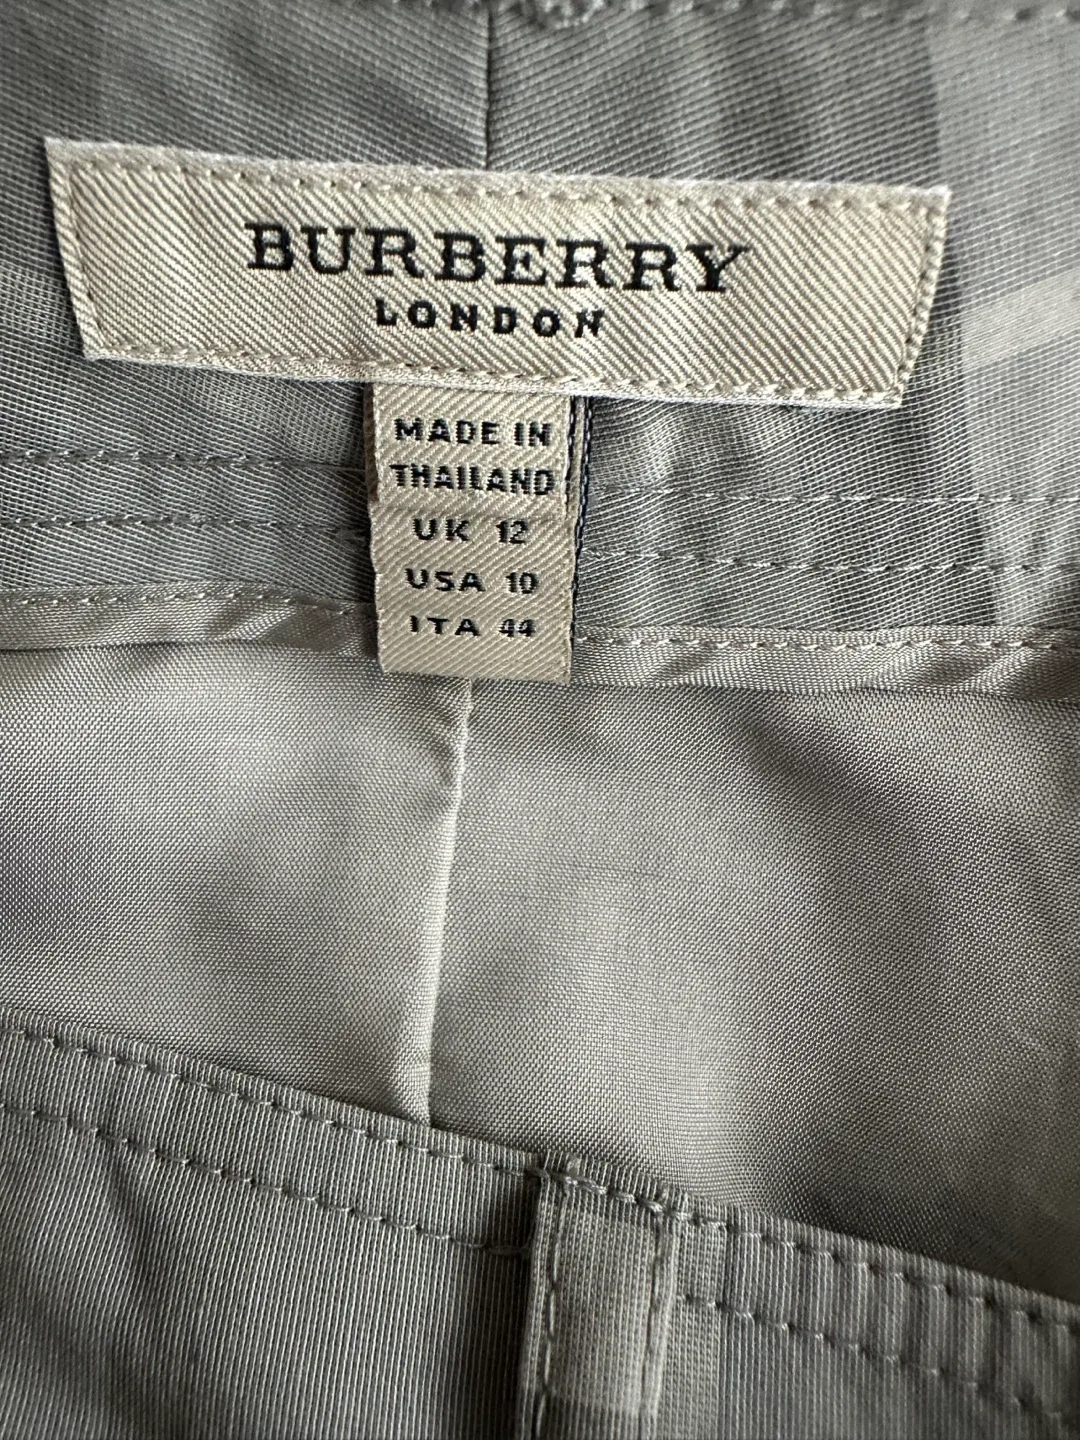 BURBERRY
LONDON
MADE IN
THAILAND
UK 12
USA 10
ITA 44